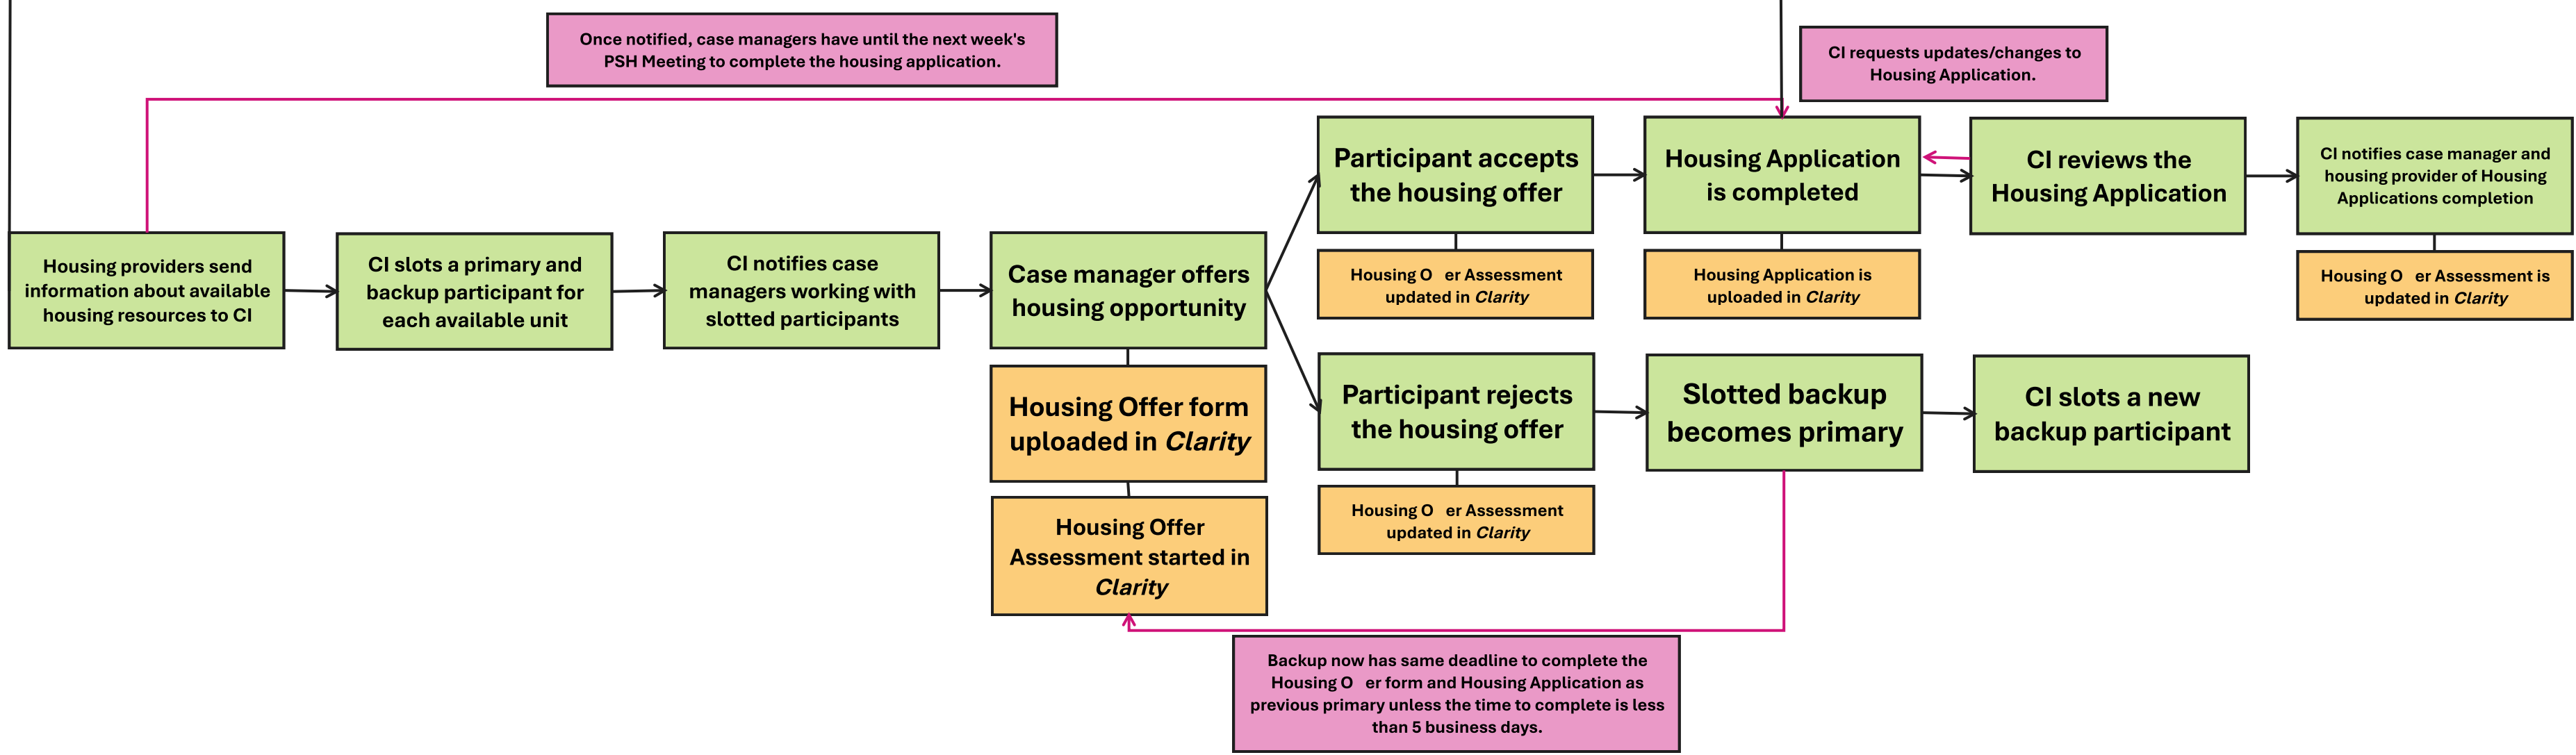 Once notified, case managers have until the next week's
PSH Meeting to complete the housing application.
CI requests updates/changes to
Housing Application.
Housing providers send
information about available
housing resources to CI
CI slots a primary and
backup participant for
each available unit
CI notifies case
managers working with
slotted participants
Case manager offers
housing opportunity
Housing Offer form
uploaded in Clarity
Housing Offer
Assessment started in
Clarity
Participant accepts
the housing offer
Housing O er Assessment
updated in Clarity
Housing Application
is completed
Housing Application is
uploaded in Clarity
CI reviews the
Housing Application
CI notifies case manager and
housing provider of Housing
Applications completion
Housing O er Assessment is
updated in Clarity
Participant rejects
the housing offer
Housing O er Assessment
updated in Clarity
Slotted backup
becomes primary
CI slots a new
backup participant
Backup now has same deadline to complete the
Housing O er form and Housing Application as
previous primary unless the time to complete is less
than 5 business days.